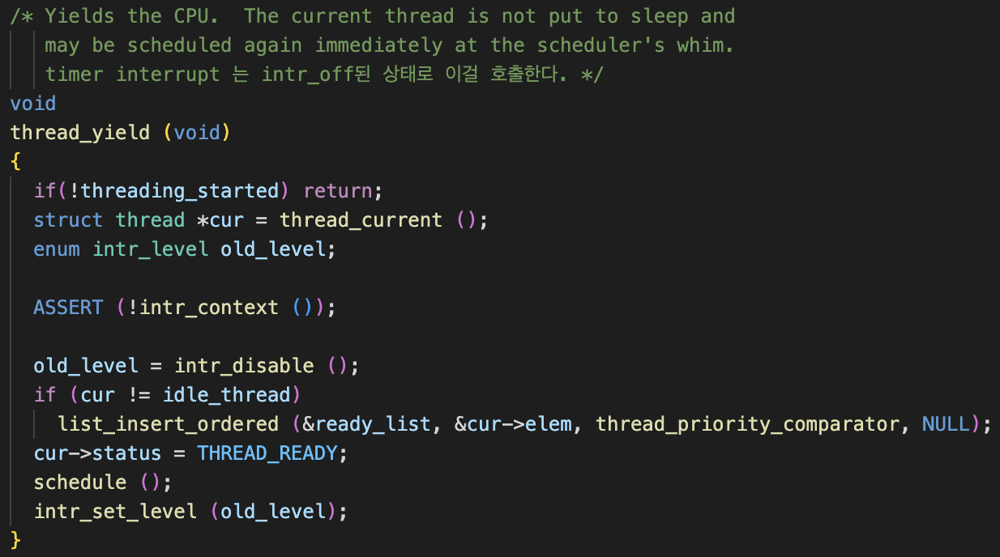 /* Yields the CPU.  The current thread is not put to sleep and
   may be scheduled again immediately at the scheduler's whim.
   timer interrupt 는 intr_off된 상태로 이걸 호출한다. */
void
thread_yield (void)
{
  if(!threading_started) return;
  struct thread *cur = thread_current ();
  enum intr_level old_level;

  ASSERT (!intr_context ());

  old_level = intr_disable ();
  if (cur != idle_thread)
    list_insert_ordered (&ready_list, &cur->elem, thread_priority_comparator, NULL);
  cur->status = THREAD_READY;
  schedule ();
  intr_set_level (old_level);
}